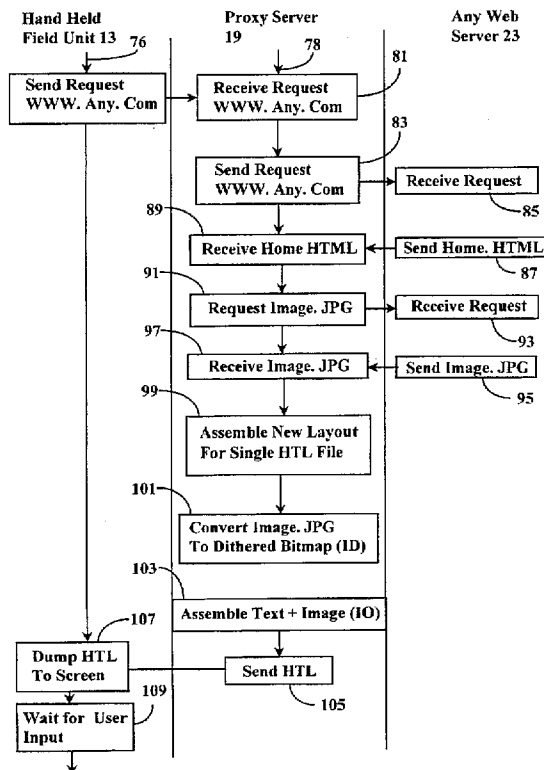 Hand Held
Field Unit 13
Proxy Server
19
Any Web
Server 23
76
78
81
Send Request
WWW. Any. Com
Receive Request
WWW. Any. Com
83
Send Request
WWW. Any. Com
Receive Request
85
89
Receive Home HTML
Send Home. HTML
87
91
Request Image. JPG
Receive Request
93
97
Receive Image. JPG
Send Image. JPG
95
99
Assemble New Layout
For Single HTL File
101
Convert Image. JPG
To Dithered Bitmap (ID)
103
Assemble Text + Image (IO)
107
Dump HTL
To Screen
Send HTL
105
109
Wait for User
Input